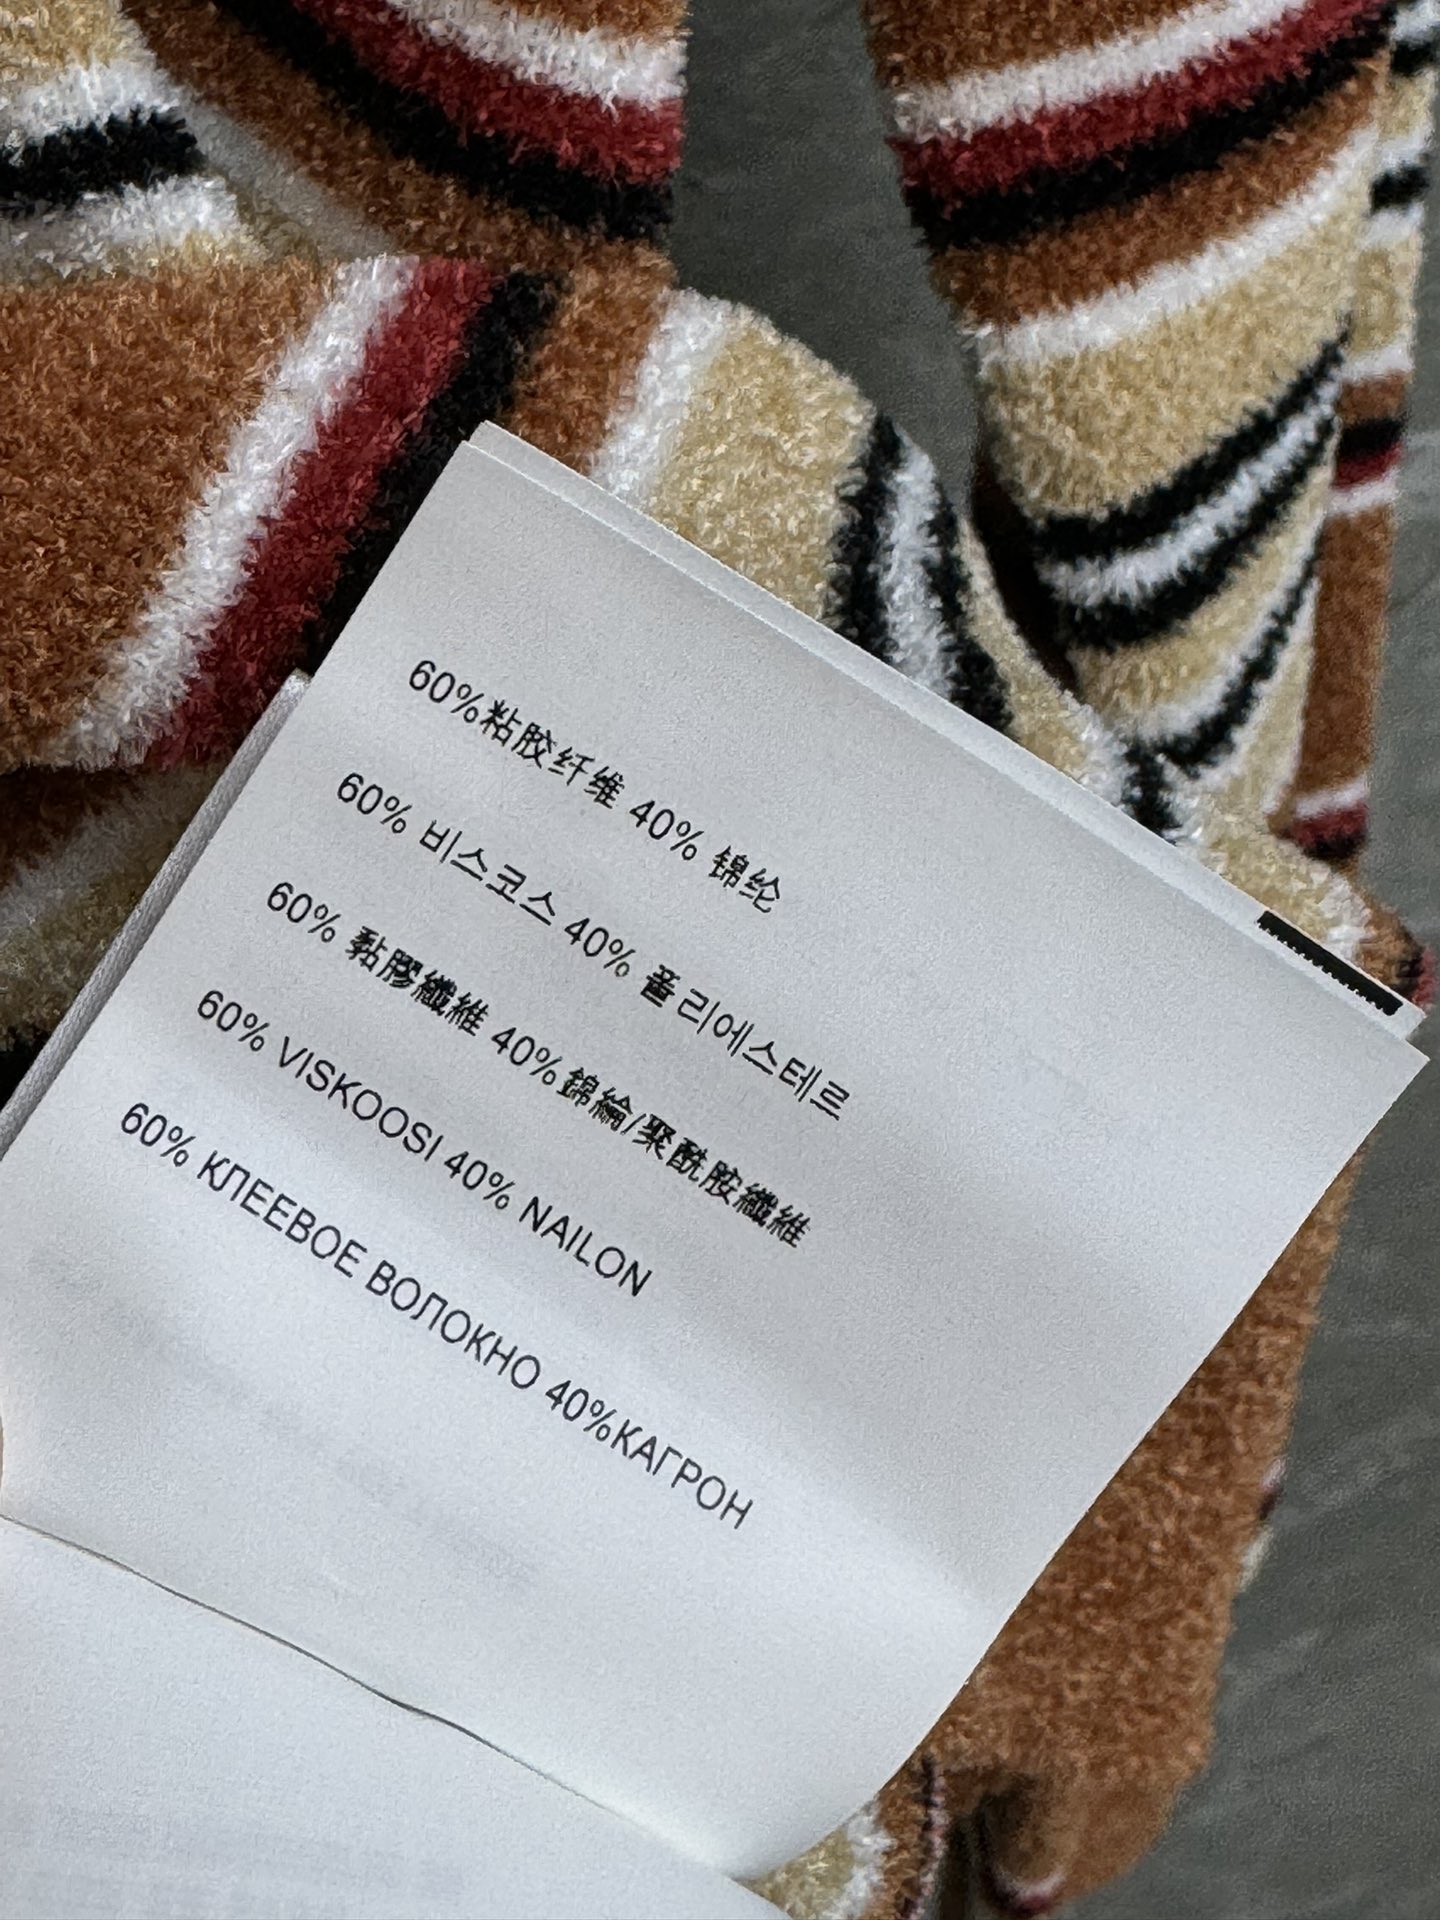 60%粘胶纤维 40% 锦纶
60% 비스코스 40% 폴리에스테르
60% 黏膠纖維 40%錦綸/聚酰胺纖維
60% VISKOOSI 40% NAILON
60% КЛЕЕВОЕ ВОЛОКНО 40%КАГРОН